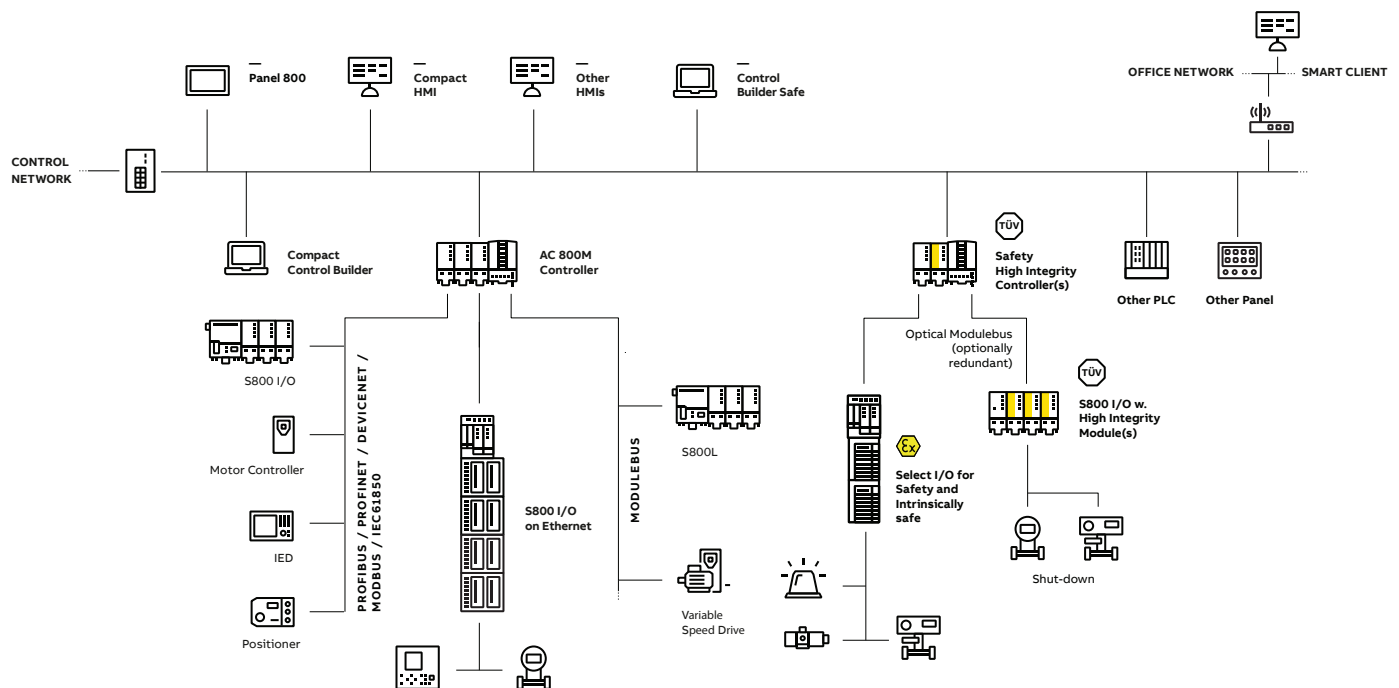 OFFICE NETWORK
SMART CLIENT
Panel 800
Compact
HMI
Other
HMIs
Control
Builder Safe
CONTROL
NETWORK
Compact
Control Builder
AC 800M
Controller
TÜV
Safety
High Integrity
Controller(s)
Other PLC
Other Panel
Optical Modulebus
(optionally
redundant)
S800 I/O
Motor Controller
IED
Positioner
PROFIBUS / PROFINET / DEVICENET /
MODBUS / IEC61850
S800 I/O
on Ethernet
MODULEBUS
S800L
Variable
Speed Drive
Ex
Select I/O for
Safety and
Intrinsically
safe
TÜV
S800 I/O w.
High Integrity
Module(s)
Shut-down